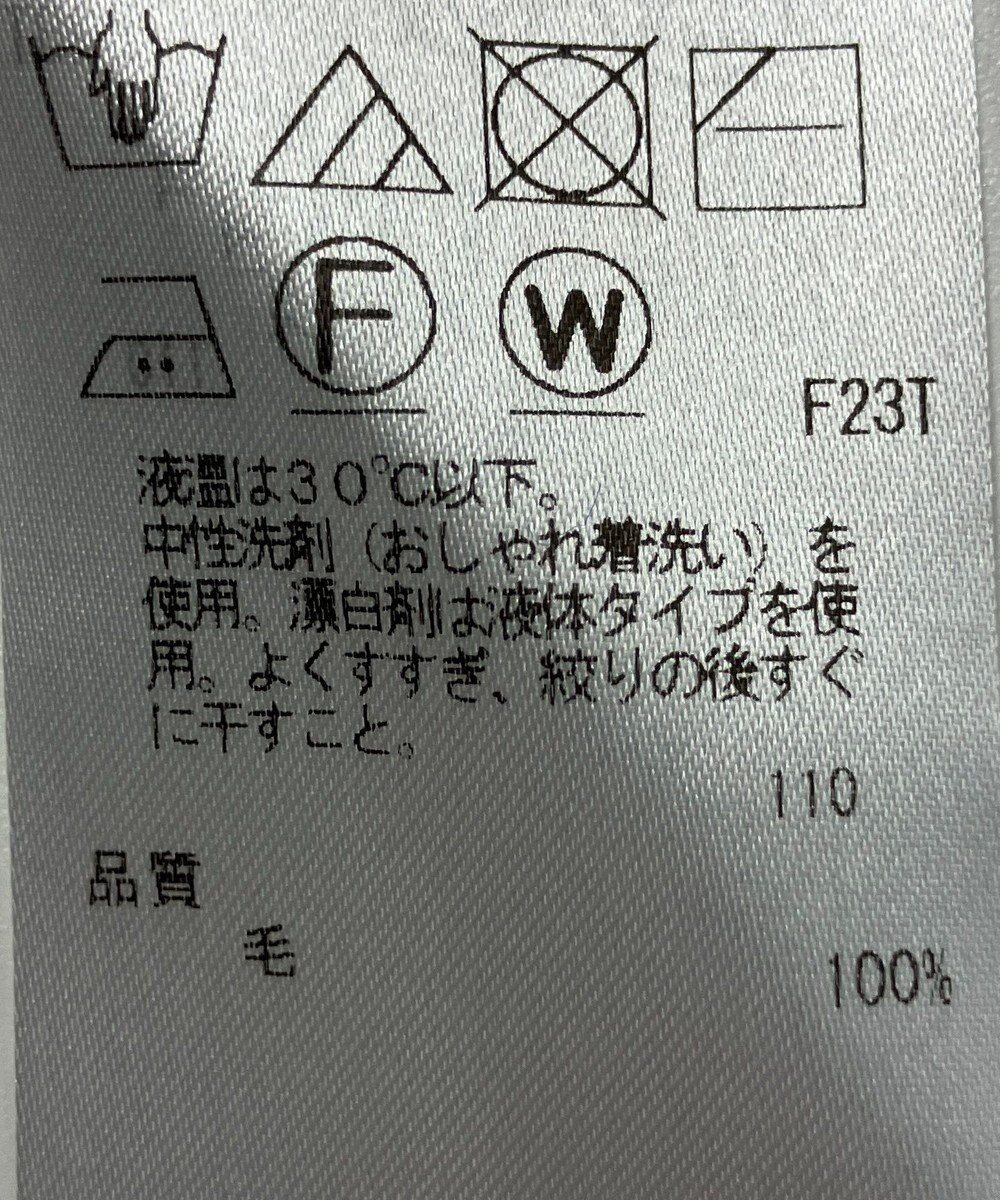 F W
F23T
液温は30℃以下。
中性洗剤（おしゃれ着洗い）を
使用。漂白剤は液体タイプを使
用。よくすすぎ、絞りの後すぐ
に干すこと。
110
品質
毛 100%